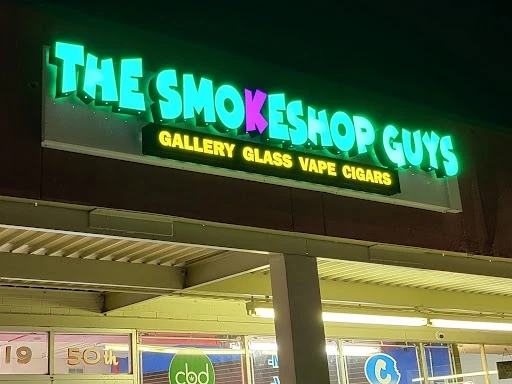 THE SMOKESHOP GUYS
GALLERY GLASS VAPE CIGARS
19 50th
cbd
C